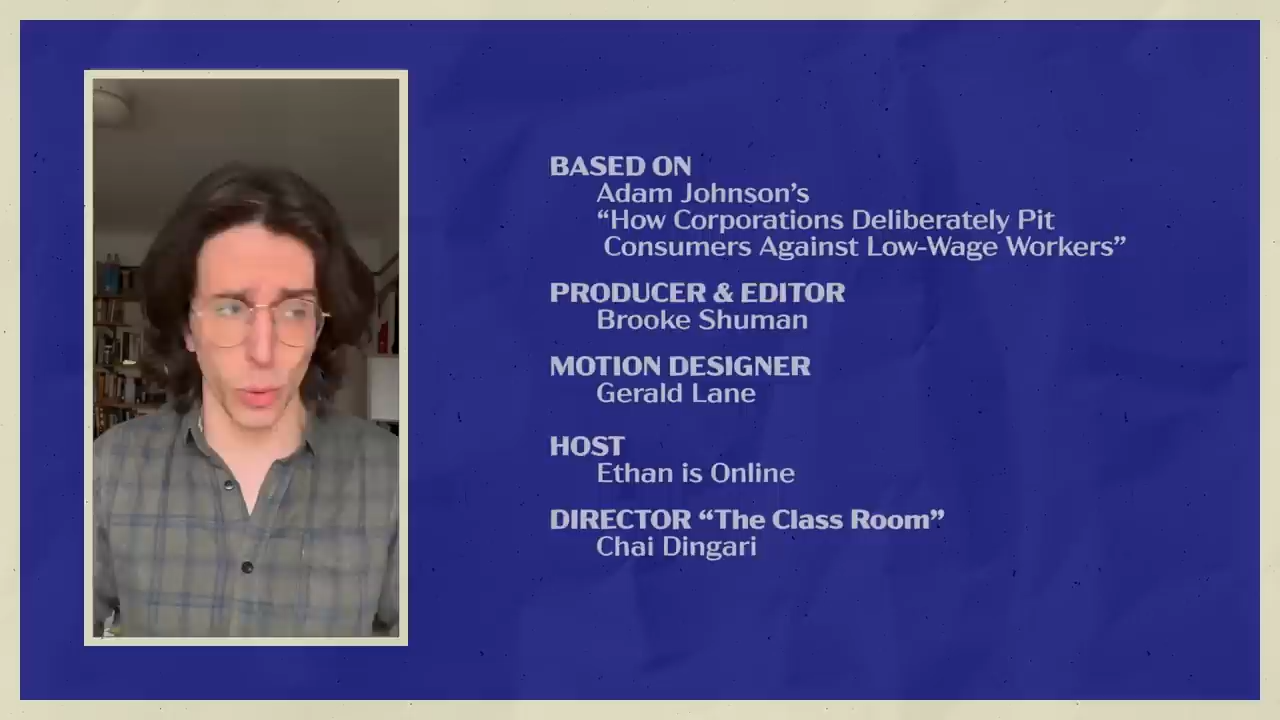 BASED ON
Adam Johnson’s
“How Corporations Deliberately Pit
Consumers Against Low-Wage Workers”
PRODUCER & EDITOR
Brooke Shuman
MOTION DESIGNER
Gerald Lane
HOST
Ethan is Online
DIRECTOR “The Class Room”
Chai Dingari